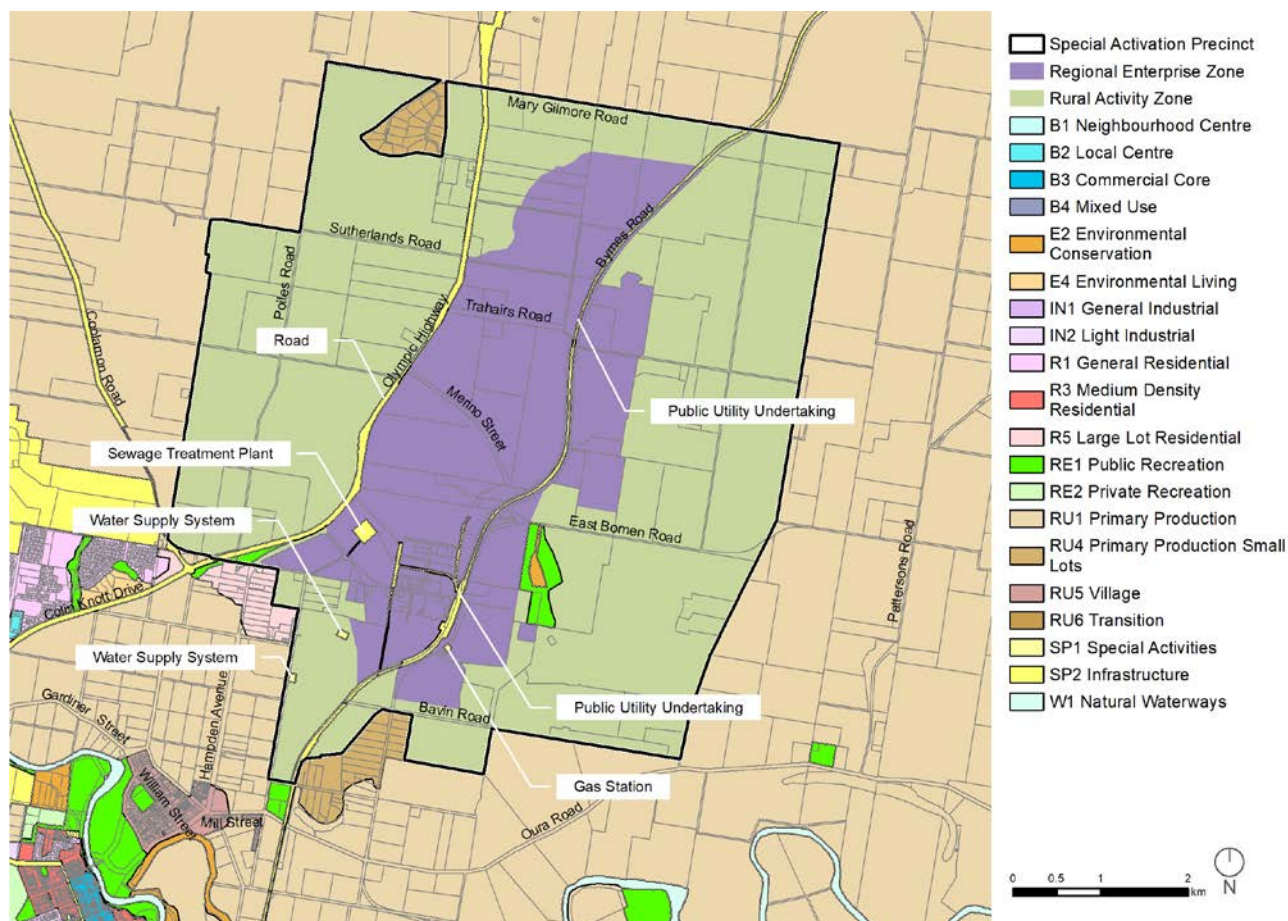 Mary Gilmore Road
Byrnes Road
Sutherlands Road
Poiles Road
Trahairs Road
Olympic Highway
Road
Coolamon Road
Merino Street
Public Utility Undertaking
Sewage Treatment Plant
Water Supply System
East Bomen Road
Pattersons Road
Colin Knott Drive
Water Supply System
Gardiner Street
Hampden Avenue
Bavin Road
Public Utility Undertaking
Gas Station
William Street
Mill Street
Oura Road
Special Activation Precinct
Regional Enterprise Zone
Rural Activity Zone
B1 Neighbourhood Centre
B2 Local Centre
B3 Commercial Core
B4 Mixed Use
E2 Environmental
Conservation
E4 Environmental Living
IN1 General Industrial
IN2 Light Industrial
R1 General Residential
R3 Medium Density
Residential
R5 Large Lot Residential
RE1 Public Recreation
RE2 Private Recreation
RU1 Primary Production
RU4 Primary Production Small
Lots
RU5 Village
RU6 Transition
SP1 Special Activities
SP2 Infrastructure
W1 Natural Waterways
0 0.5 1 2
km
N